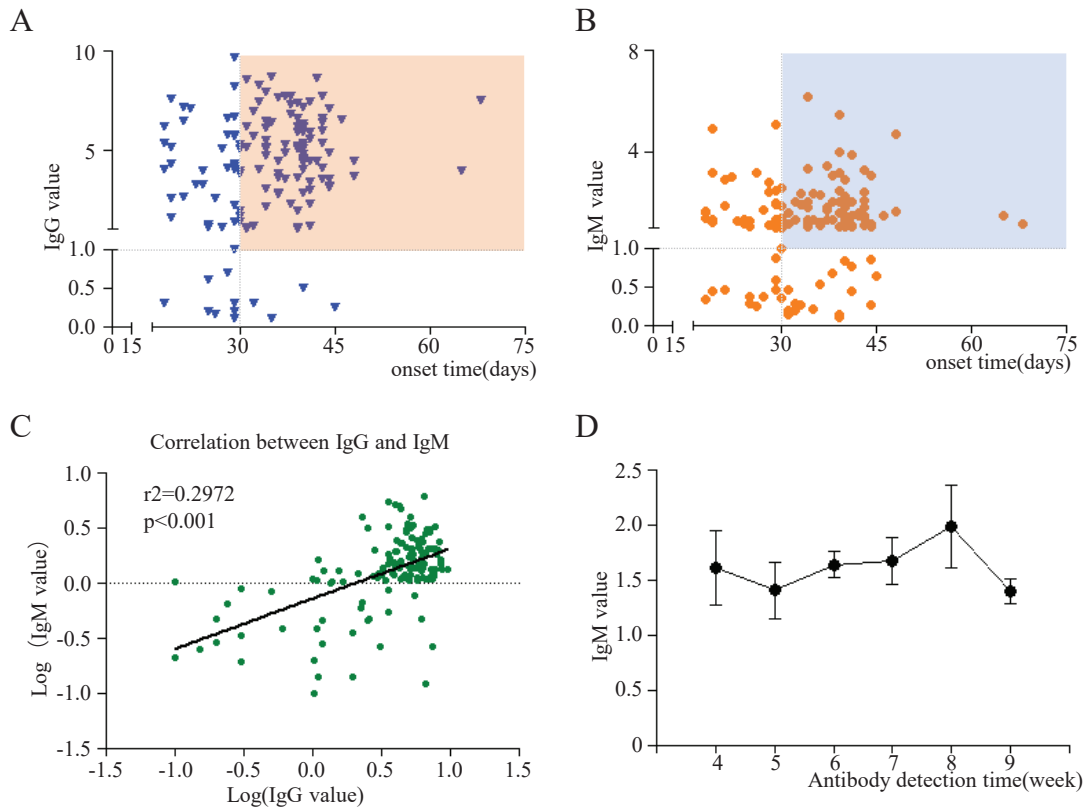 A
10
5
1.0
0.5
0.0
IgG value
0 15 30 45 60 75
onset time(days)
B
8
4
1.0
0.5
0.0
IgM value
0 15 30 45 60 75
onset time(days)
C
Correlation between IgG and IgM
r2=0.2972
p<0.001
1.0
0.5
0.0
-0.5
-1.0
-1.5
Log（IgM value）
-1.5 -1.0 -0.5 0.0 0.5 1.0 1.5
Log(IgG value)
D
2.5
2.0
1.5
1.0
0.5
0
IgM value
4 5 6 7 8 9
Antibody detection time(week)